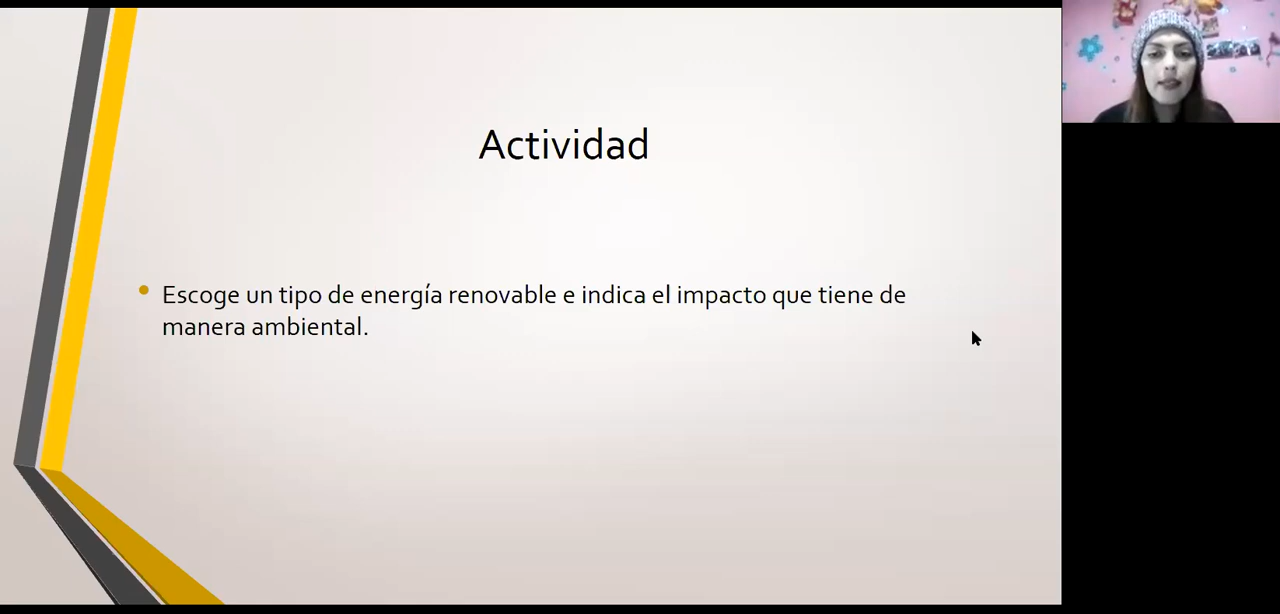 Actividad
• Escoge un tipo de energía renovable e indica el impacto que tiene de
manera ambiental.